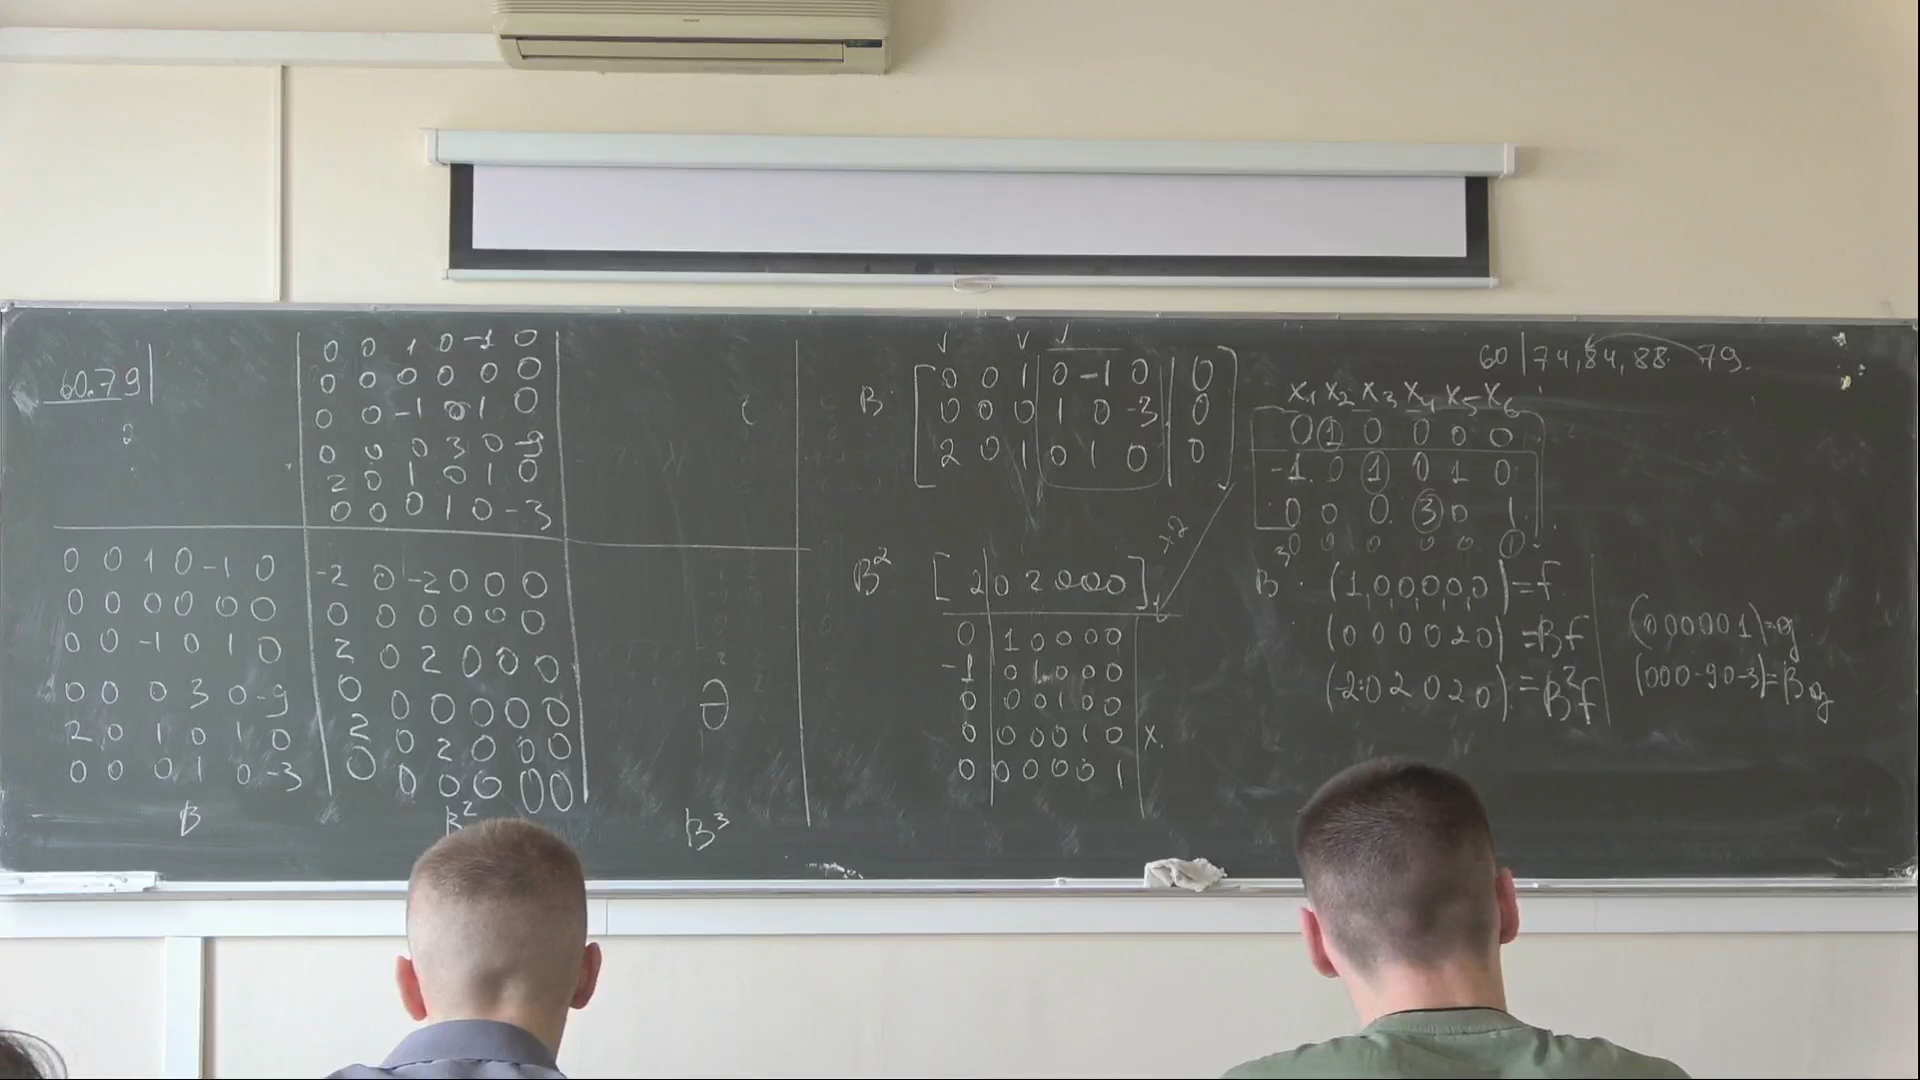 60.79
0 0 1 0 -1 0
0 0 0 0 0 0
0 0 -1 0 1 0
0 0 0 3 0 -9
2 0 1 0 1 0
0 0 0 1 0 -3
0 0 1 0 -1 0
0 0 0 0 0 0
0 0 -1 0 1 0
0 0 0 3 0 -9
2 0 1 0 1 0
0 0 0 1 0 -3
B
-2 0 -2 0 0 0
0 0 0 0 0 0
2 0 2 0 0 0
0 0 0 0 0 0
2 0 2 0 0 0
0 0 0 0 0 0
B²
Θ
B³
√ √ √
B
0 0 1 0 -1 0 | 0
0 0 0 1 0 -3 | 0
2 0 1 0 1 0 | 0
B² [ 2 | 0 2 0 0 0 ] x2
0 | 1 0 0 0 0
-1 | 0 1 0 0 0
0 | 0 0 1 0 0
0 | 0 0 0 1 0 | x.
0 | 0 0 0 0 1
60 | 74, 84, 88. 79.
x₁ x₂ x₃ x₄ x₅ x₆
0 1 0 0 0 0
-1 0 1 0 1 0
0 0 0 3 0 1
0 0 0 0 0 1
B³: (1,0,0,0,0,0) = f
(0 0 0 0 2 0) = Bf
(-2 0 2 0 2 0) = B²f
(0 0 0 0 0 1) = g
(0 0 0 -9 0 -3) = Bg